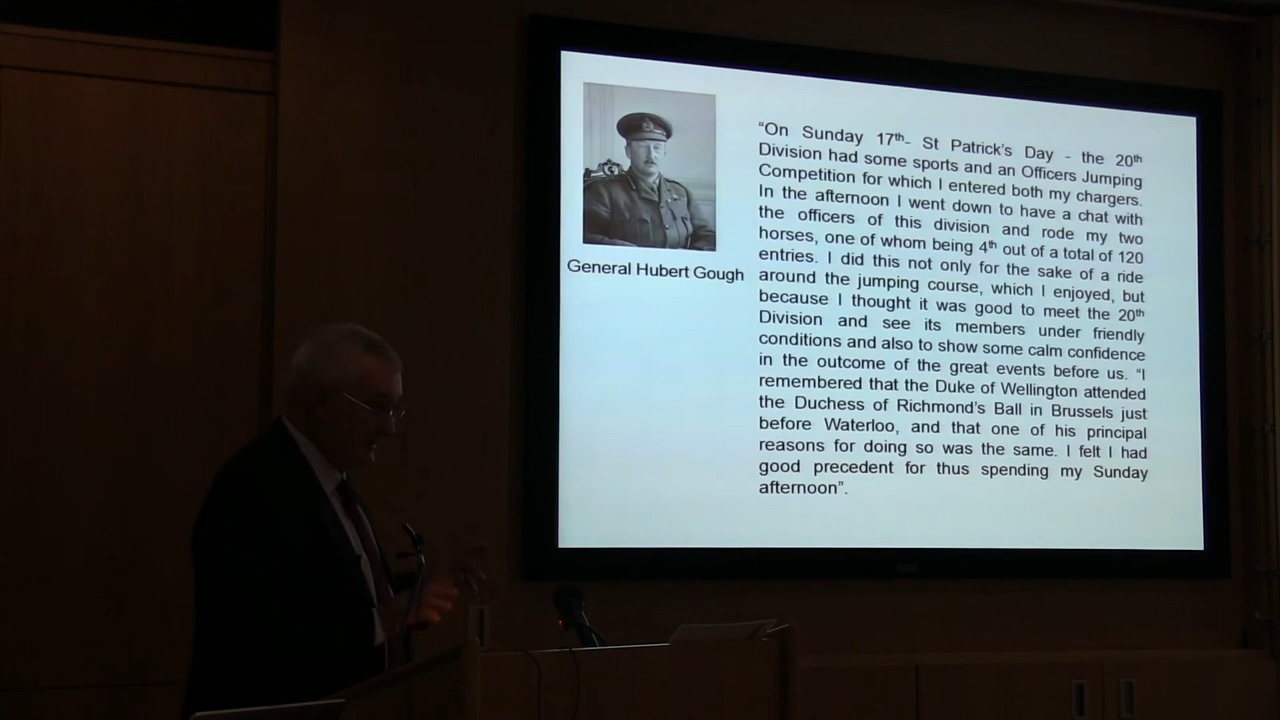 General Hubert Gough
“On Sunday 17th- St Patrick’s Day - the 20th
Division had some sports and an Officers Jumping
Competition for which I entered both my chargers.
In the afternoon I went down to have a chat with
the officers of this division and rode my two
horses, one of whom being 4th out of a total of 120
entries. I did this not only for the sake of a ride
around the jumping course, which I enjoyed, but
because I thought it was good to meet the 20th
Division and see its members under friendly
conditions and also to show some calm confidence
in the outcome of the great events before us. “I
remembered that the Duke of Wellington attended
the Duchess of Richmond’s Ball in Brussels just
before Waterloo, and that one of his principal
reasons for doing so was the same. I felt I had
good precedent for thus spending my Sunday
afternoon”.